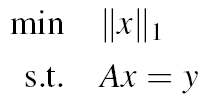 min ‖x‖₁
s.t. Ax = y